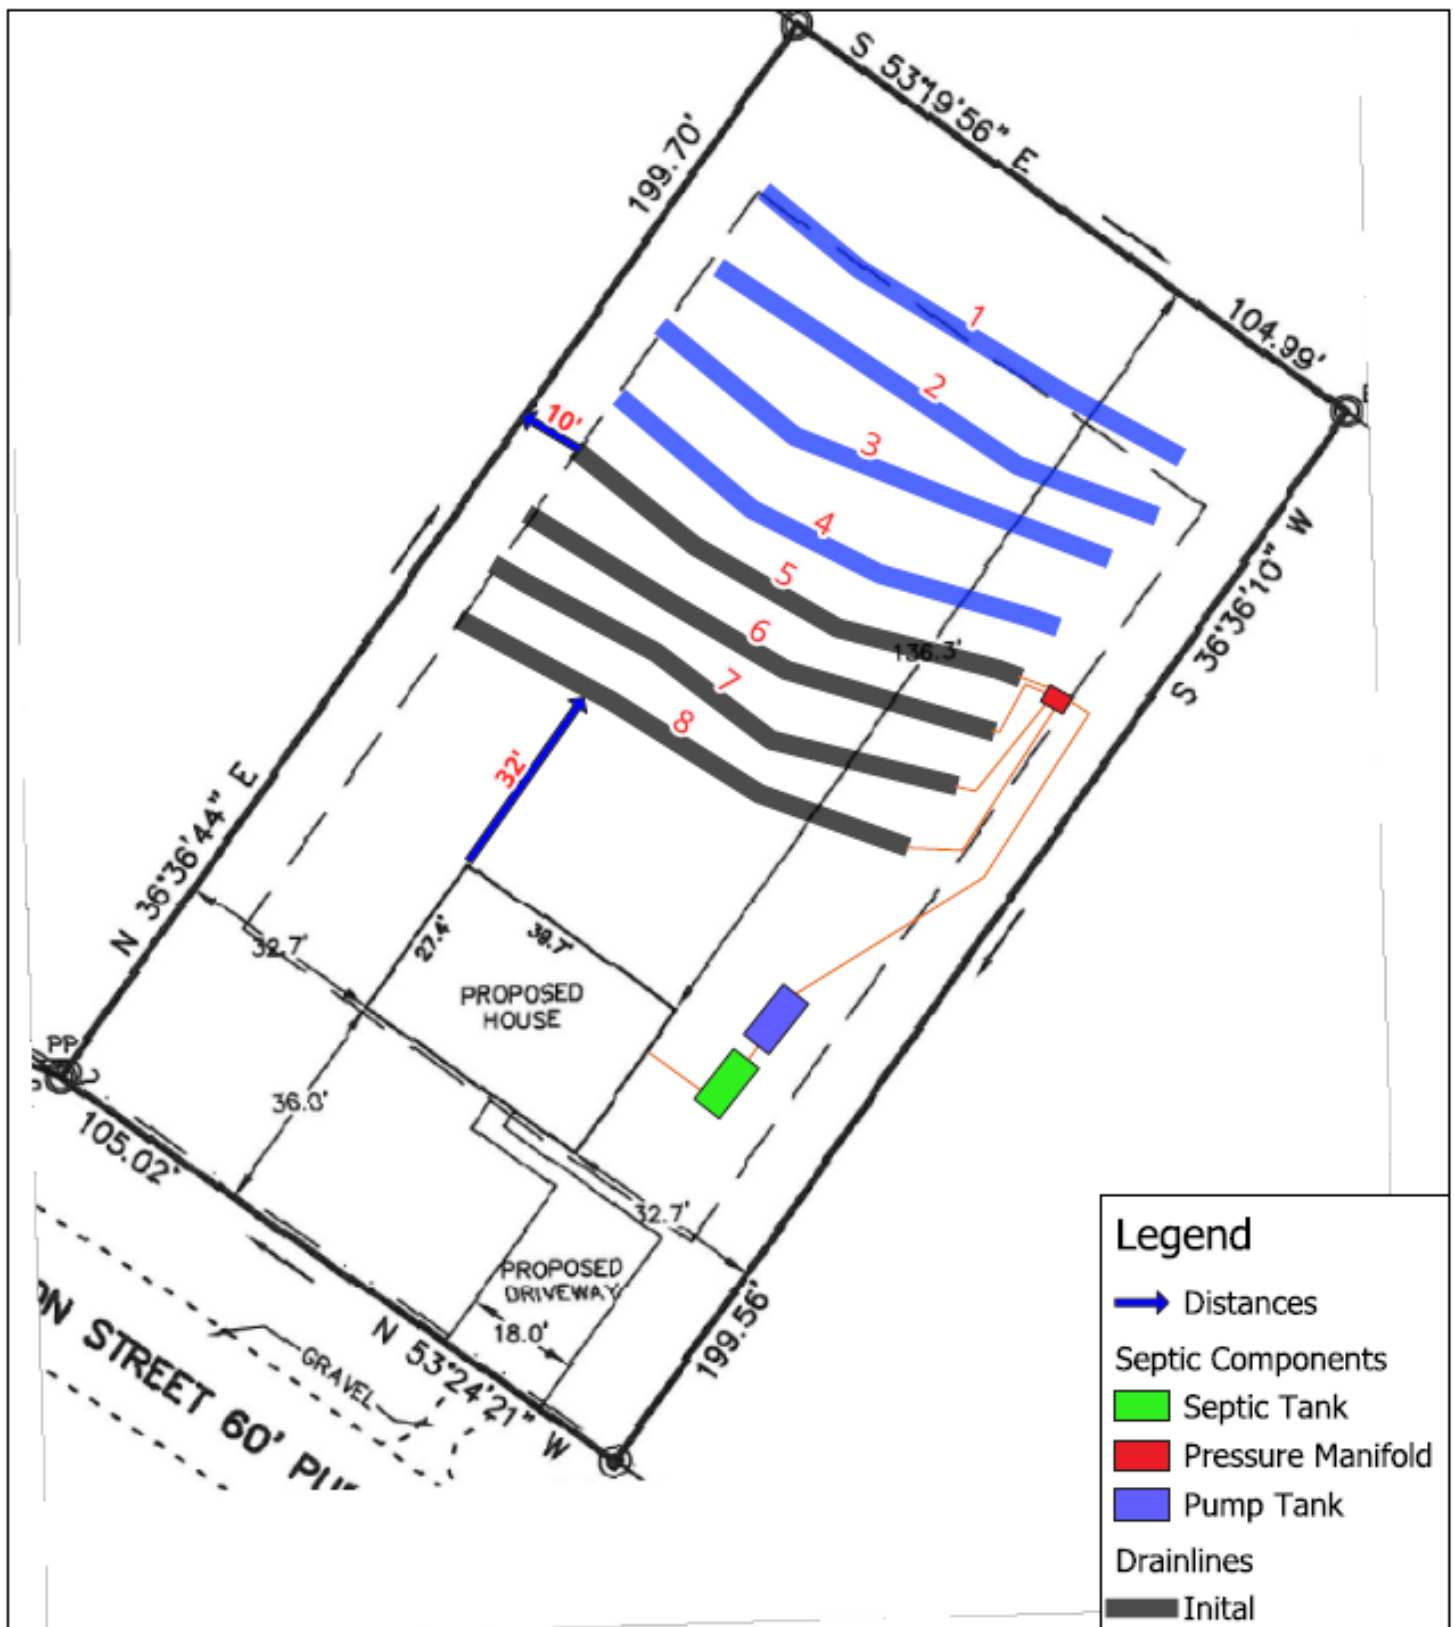 S 53°19'56" E
199.70'
104.99'
1
2
3
10'
4
5
6
136.3'
7
8
S 36°36'10" W
32'
N 36°36'44" E
32.7'
27.4'
39.7'
PROPOSED
HOUSE
PP
36.0'
105.02'
32.7'
PROPOSED
DRIVEWAY
18.0'
199.56'
GRAVEL
N 53°24'21" W
STREET 60'
Legend
Distances
Septic Components
Septic Tank
Pressure Manifold
Pump Tank
Drainlines
Inital